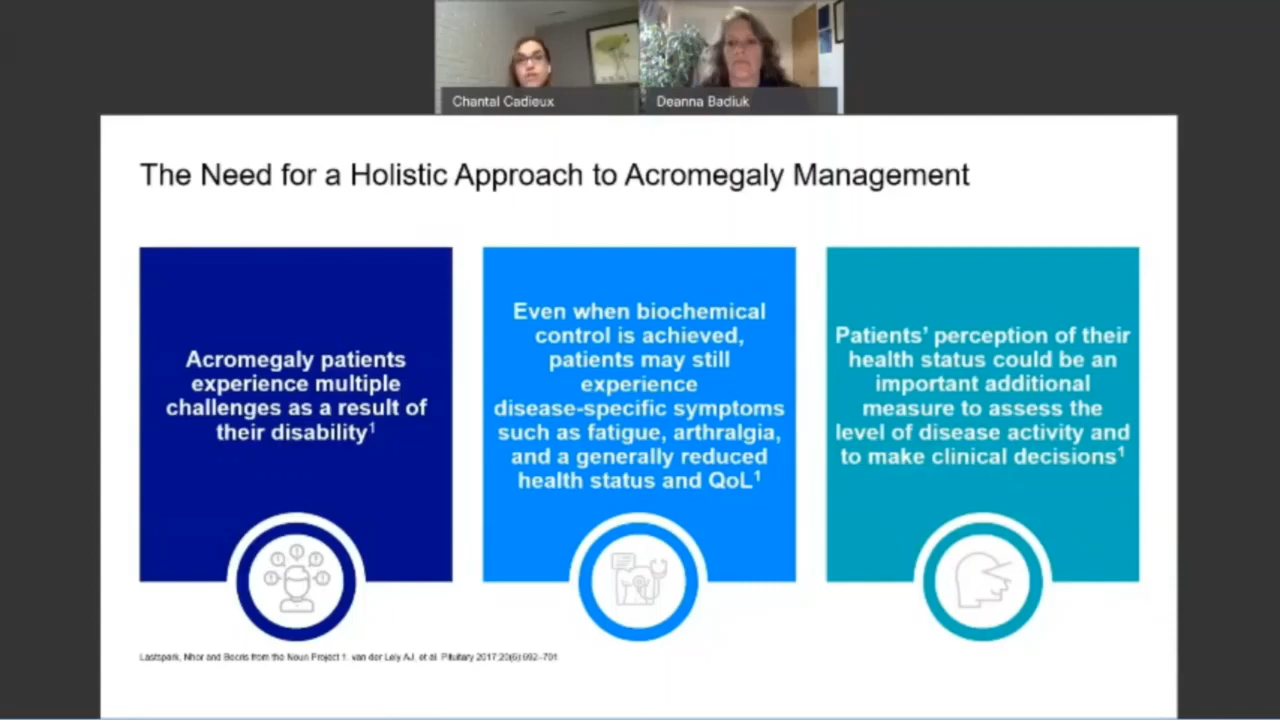 Chantal Cadieux
Deanna Badiuk
The Need for a Holistic Approach to Acromegaly Management
Acromegaly patients
experience multiple
challenges as a result of
their disability¹
Even when biochemical
control is achieved,
patients may still
experience
disease-specific symptoms
such as fatigue, arthralgia,
and a generally reduced
health status and QoL¹
Patients' perception of their
health status could be an
important additional
measure to assess the
level of disease activity and
to make clinical decisions¹
Lastspark, Nhor and Becris from the Noun Project 1. van der Lely AJ, et al. Pituitary 2017;20(6):692–701